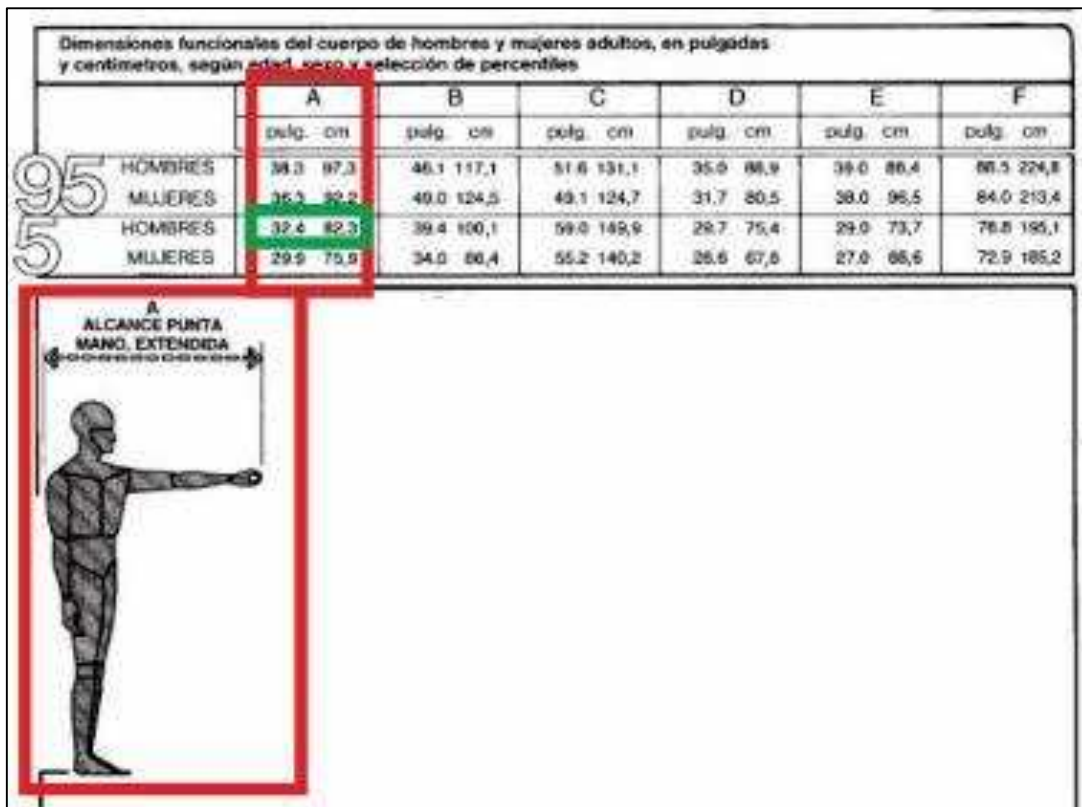 Dimensiones funcionales del cuerpo de hombres y mujeres adultos, en pulgadas
y centimetros, según edad, sexo y selección de percentiles
A B C D E F
pulg. cm pulg. cm pulg. cm pulg. cm pulg. cm pulg. cm
95 HOMBRES 38.3 97,3 46.1 117,1 51.6 131,1 35.0 88,9 39.0 86,4 88.5 224,8
MUJERES 36.3 92,2 49.0 124,5 49.1 124,7 31.7 80,5 38.0 96,5 84.0 213,4
5 HOMBRES 32.4 82,3 39.4 100,1 59.0 149,9 29.7 75,4 29.0 73,7 76.8 195,1
MUJERES 29.9 75,9 34.0 86,4 55.2 140,2 26.6 67,6 27.0 68,6 72.9 185,2
A
ALCANCE PUNTA
MANO, EXTENDIDA